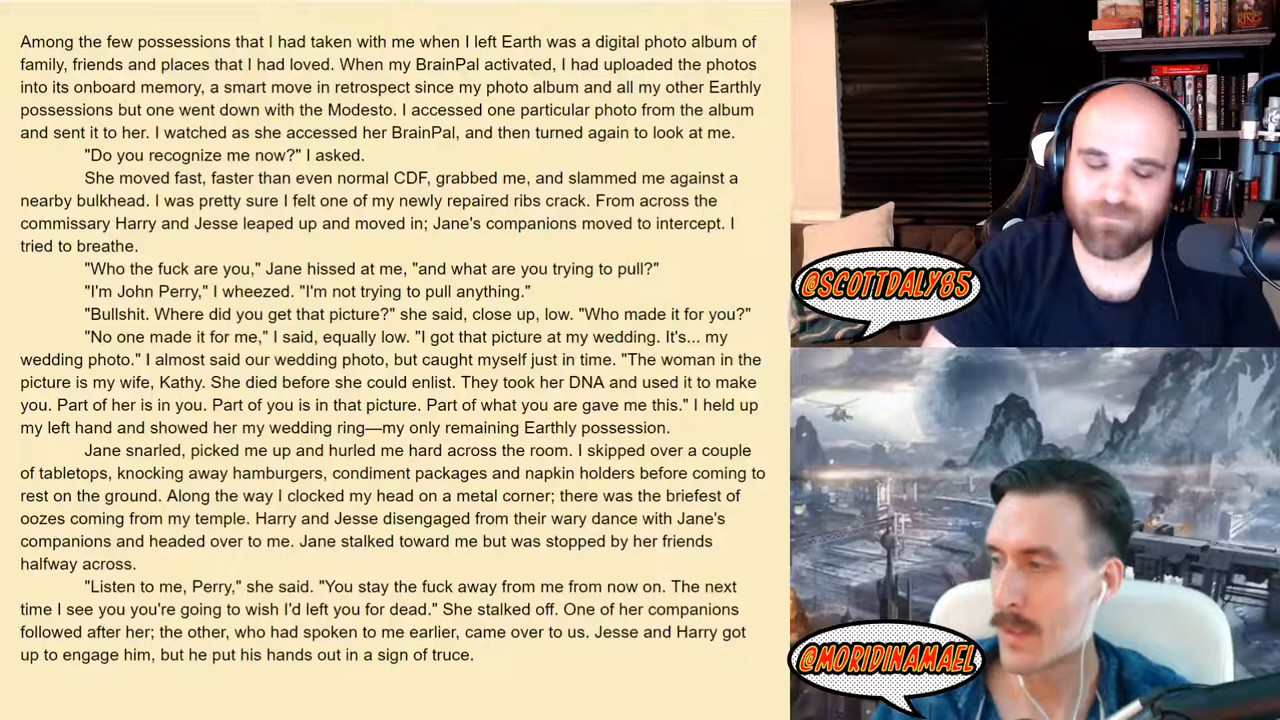 Among the few possessions that I had taken with me when I left Earth was a digital photo album of
family, friends and places that I had loved. When my BrainPal activated, I had uploaded the photos
into its onboard memory, a smart move in retrospect since my photo album and all my other Earthly
possessions but one went down with the Modesto. I accessed one particular photo from the album
and sent it to her. I watched as she accessed her BrainPal, and then turned again to look at me.
"Do you recognize me now?" I asked.
She moved fast, faster than even normal CDF, grabbed me, and slammed me against a
nearby bulkhead. I was pretty sure I felt one of my newly repaired ribs crack. From across the
commissary Harry and Jesse leaped up and moved in; Jane's companions moved to intercept. I
tried to breathe.
"Who the fuck are you," Jane hissed at me, "and what are you trying to pull?"
"I'm John Perry," I wheezed. "I'm not trying to pull anything."
"Bullshit. Where did you get that picture?" she said, close up, low. "Who made it for you?"
"No one made it for me," I said, equally low. "I got that picture at my wedding. It's... my
wedding photo." I almost said our wedding photo, but caught myself just in time. "The woman in the
picture is my wife, Kathy. She died before she could enlist. They took her DNA and used it to make
you. Part of her is in you. Part of you is in that picture. Part of what you are gave me this." I held up
my left hand and showed her my wedding ring—my only remaining Earthly possession.
Jane snarled, picked me up and hurled me hard across the room. I skipped over a couple
of tabletops, knocking away hamburgers, condiment packages and napkin holders before coming to
rest on the ground. Along the way I clocked my head on a metal corner; there was the briefest of
oozes coming from my temple. Harry and Jesse disengaged from their wary dance with Jane's
companions and headed over to me. Jane stalked toward me but was stopped by her friends
halfway across.
"Listen to me, Perry," she said. "You stay the fuck away from me from now on. The next
time I see you you're going to wish I'd left you for dead." She stalked off. One of her companions
followed after her; the other, who had spoken to me earlier, came over to us. Jesse and Harry got
up to engage him, but he put his hands out in a sign of truce.
@SCOTTDALY85
@MORIDINAMAEL